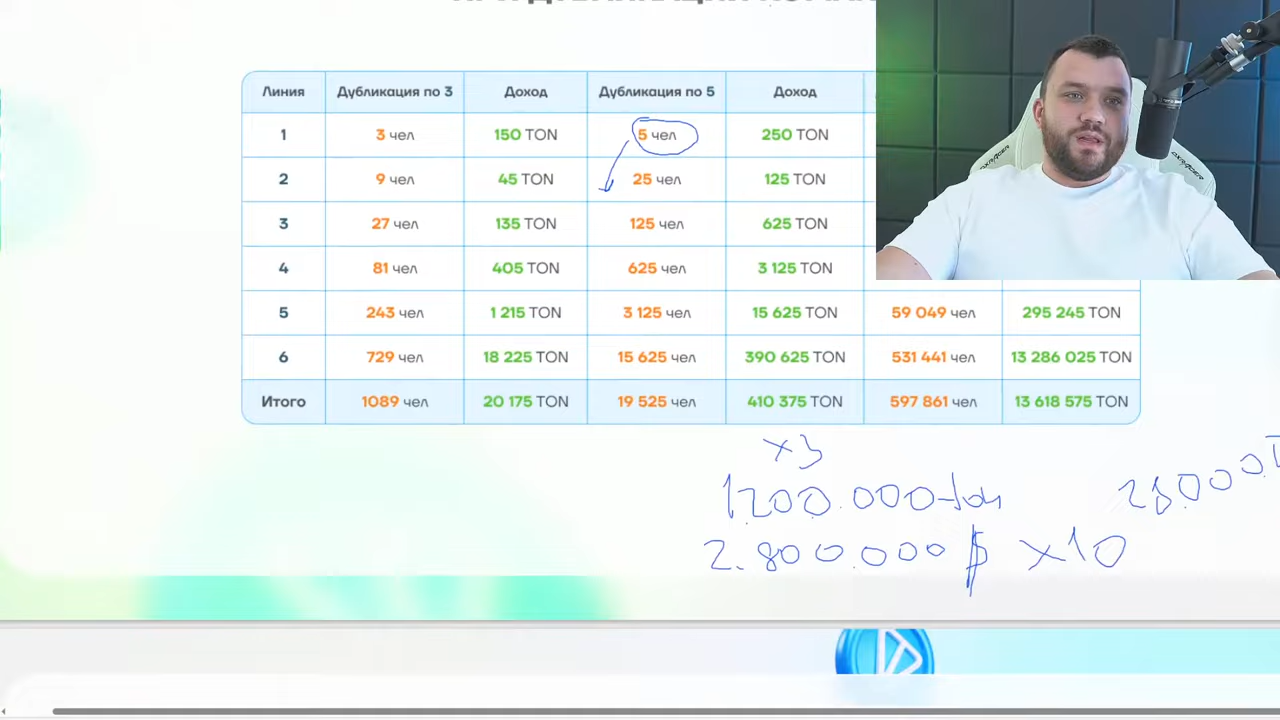 Линия Дубликация по 3 Доход Дубликация по 5 Доход
1 3 чел 150 TON 5 чел 250 TON
2 9 чел 45 TON 25 чел 125 TON
3 27 чел 135 TON 125 чел 625 TON
4 81 чел 405 TON 625 чел 3 125 TON
5 243 чел 1 215 TON 3 125 чел 15 625 TON 59 049 чел 295 245 TON
6 729 чел 18 225 TON 15 625 чел 390 625 TON 531 441 чел 13 286 025 TON
Итого 1089 чел 20 175 TON 19 525 чел 410 375 TON 597 861 чел 13 618 575 TON
x3
1.200.000 ton
2.800.000 $ x10